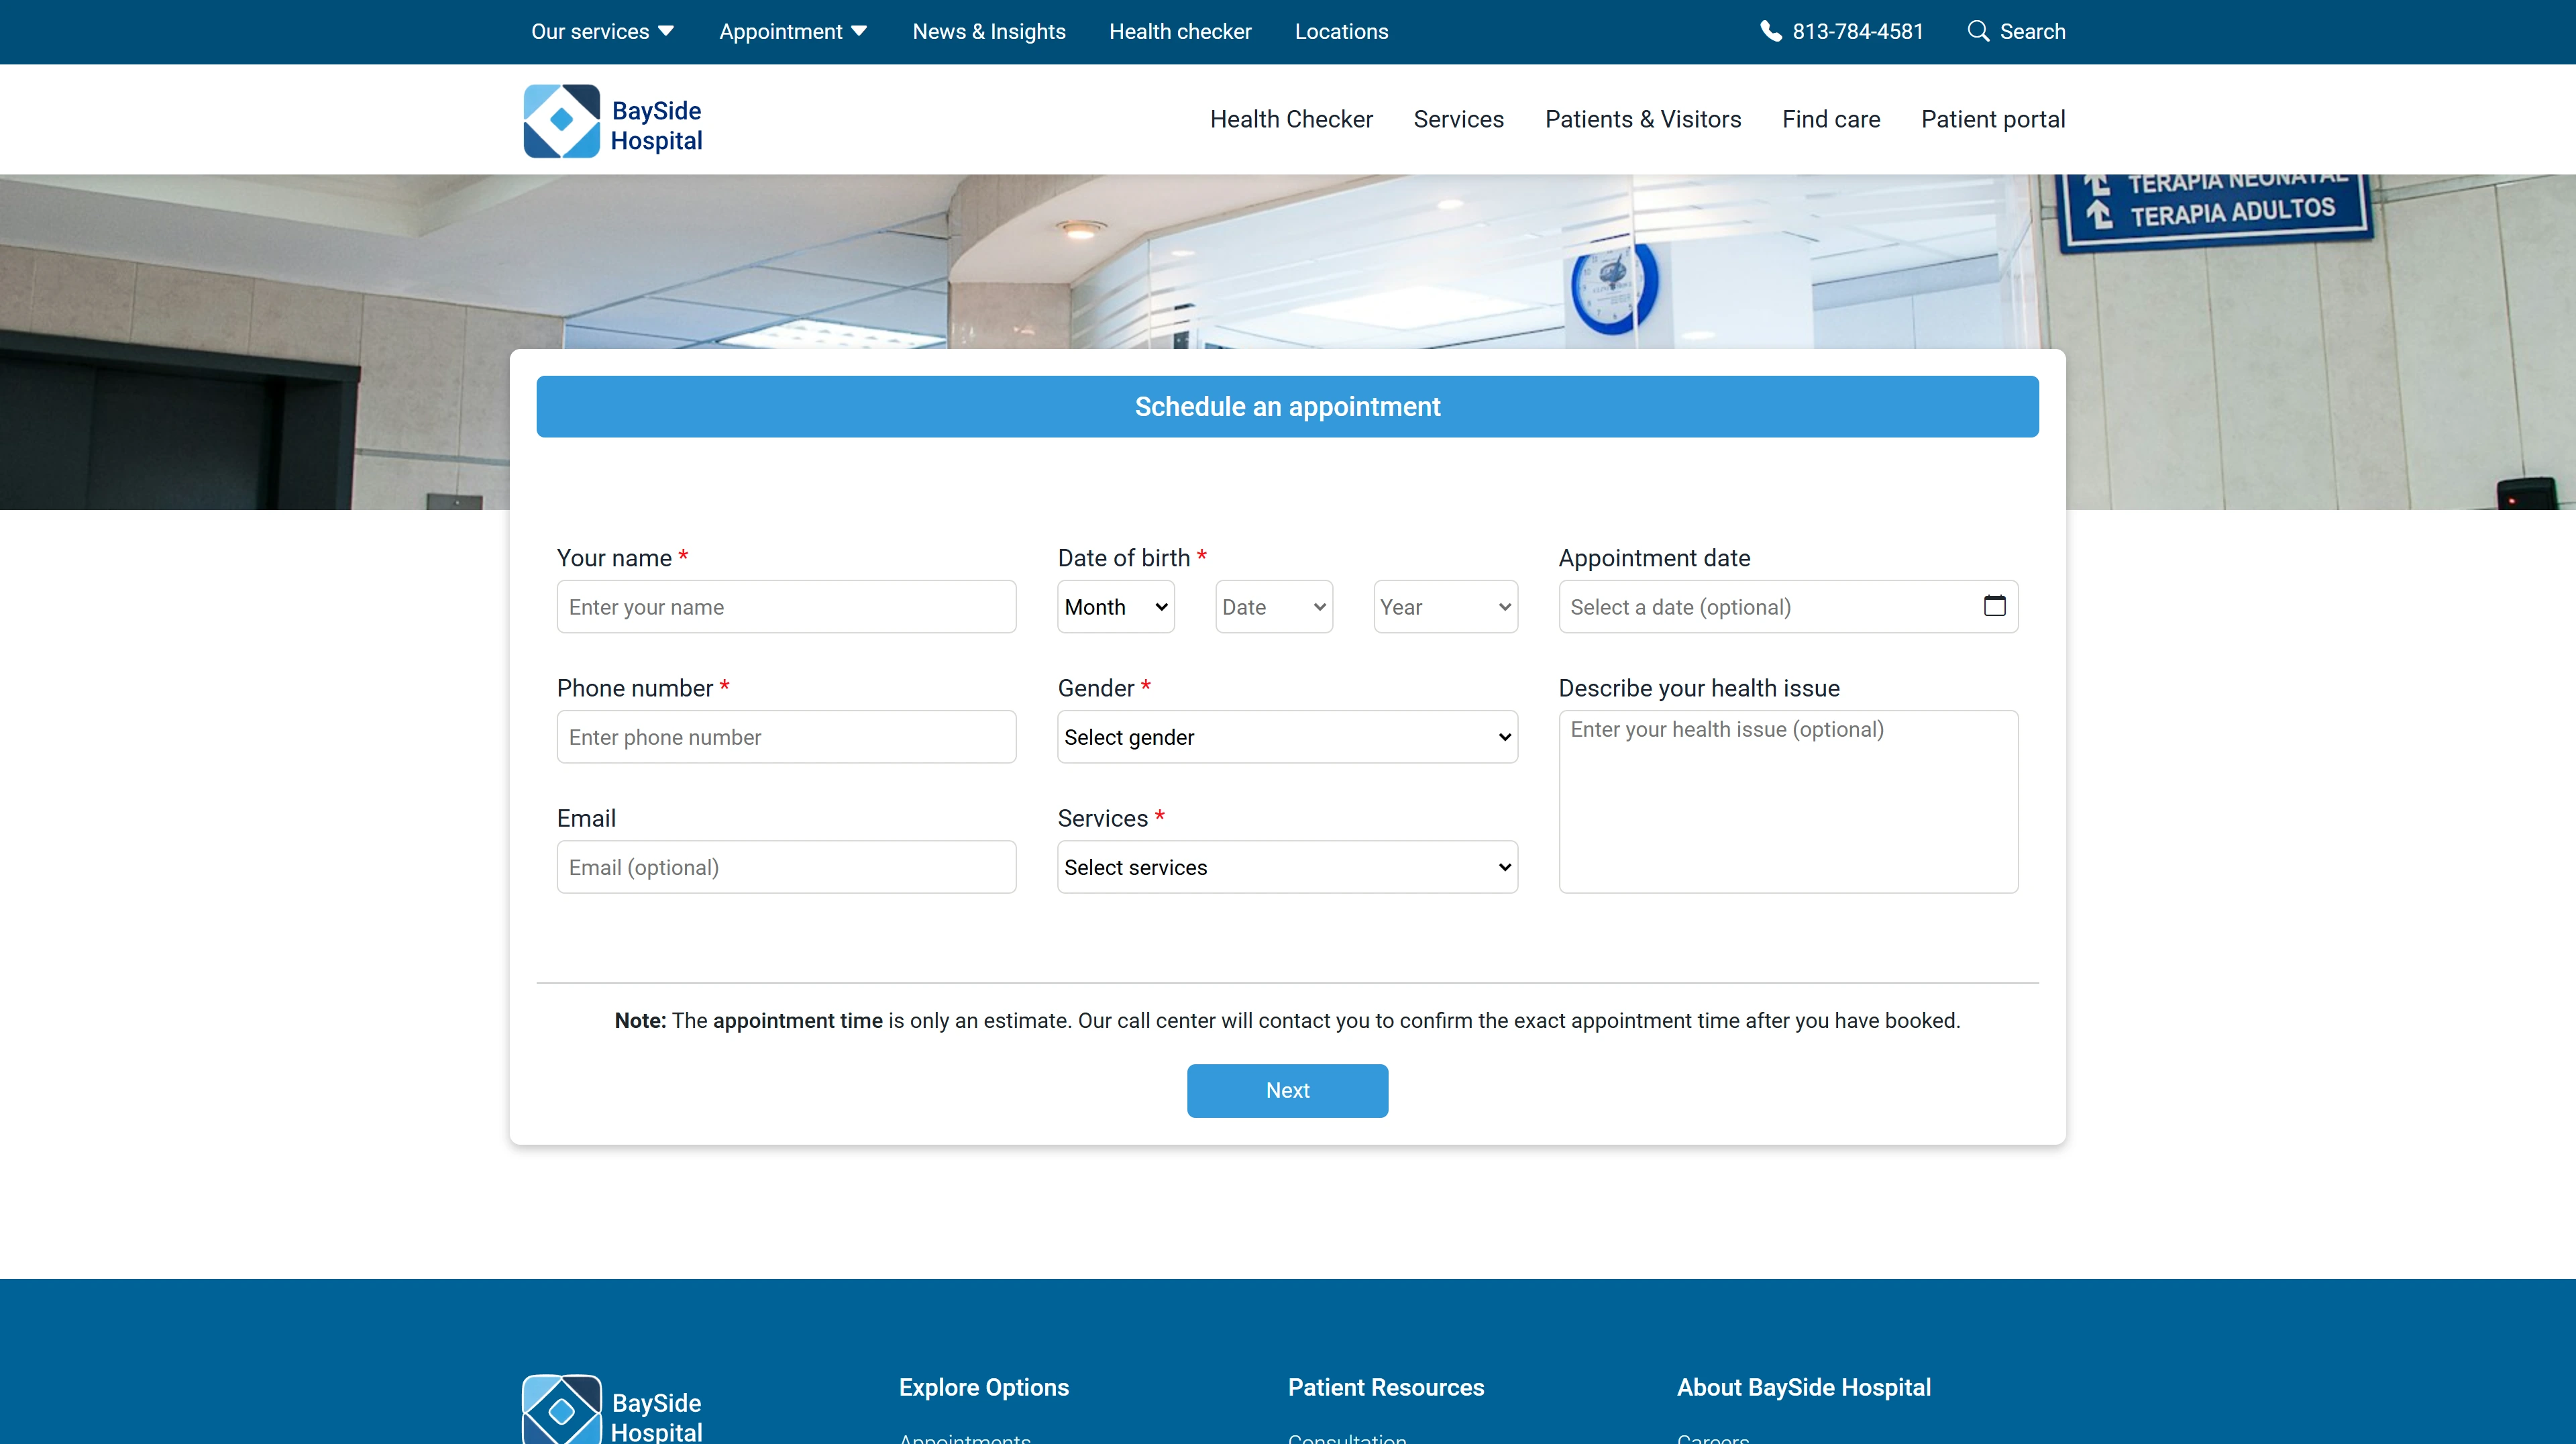 Our services
Appointment
News & Insights
Health checker
Locations
813-784-4581
Search
BaySide
Hospital
Health Checker
Services
Patients & Visitors
Find care
Patient portal
TERAPIA NEONATAL
TERAPIA ADULTOS
Schedule an appointment
Your name *
Enter your name
Date of birth *
Month
Date
Year
Appointment date
Select a date (optional)
Phone number *
Enter phone number
Gender *
Select gender
Describe your health issue
Enter your health issue (optional)
Email
Email (optional)
Services *
Select services
Note: The appointment time is only an estimate. Our call center will contact you to confirm the exact appointment time after you have booked.
Next
BaySide
Hospital
Explore Options
Patient Resources
About BaySide Hospital
Appointments
Consultation
Careers